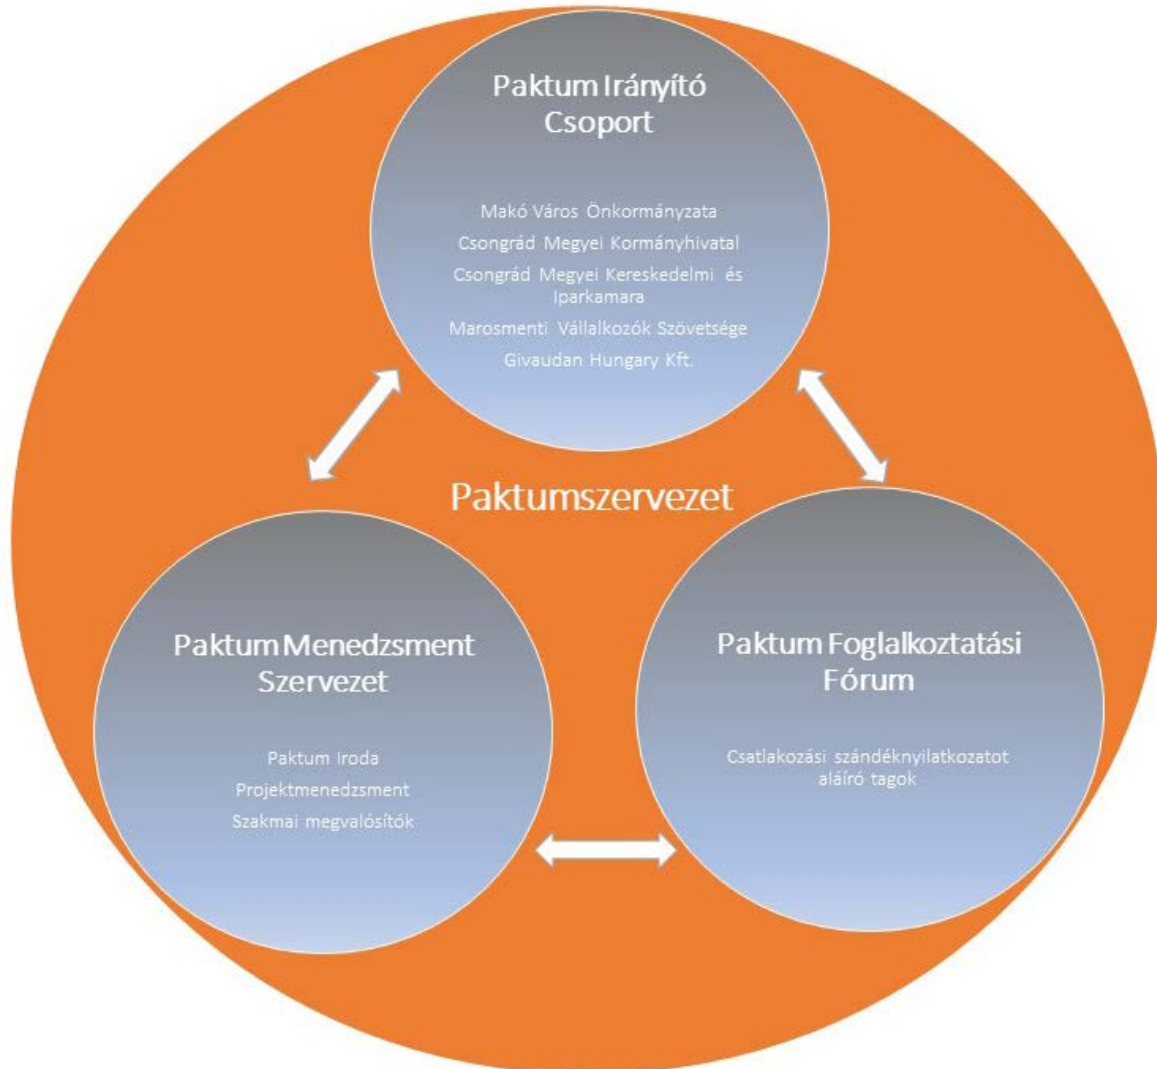 Paktum Irányító
Csoport
Makó Város Önkormányzata
Csongrád Megyei Kormányhivatal
Csongrád Megyei Kereskedelmi és
Iparkamara
Marosmenti Vállalkozók Szövetsége
Givaudan Hungary Kft.
Paktumszervezet
Paktum Menedzsment
Szervezet
Paktum Iroda
Projektmenedzsment
Szakmai megvalósítók
Paktum Foglalkoztatási
Fórum
Csatlakozási szándéknyilatkozatot
aláíró tagok